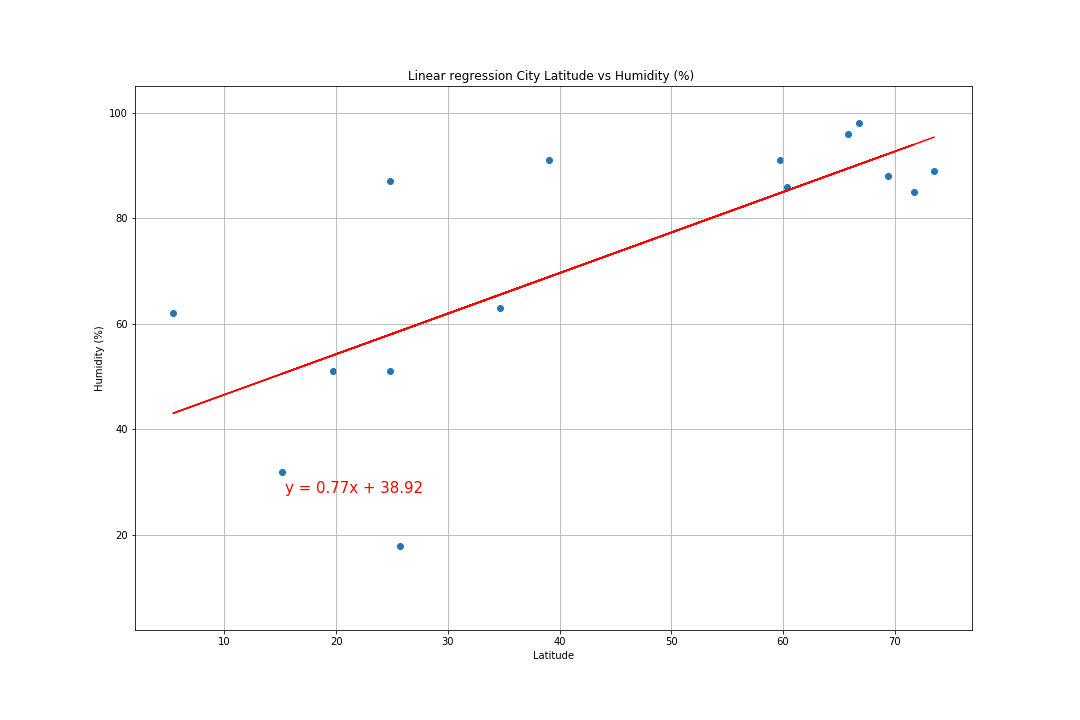 Linear regression City Latitude vs Humidity (%)
100
80
60
40
20
Humidity (%)
y = 0.77x + 38.92
10 20 30 40 50 60 70
Latitude